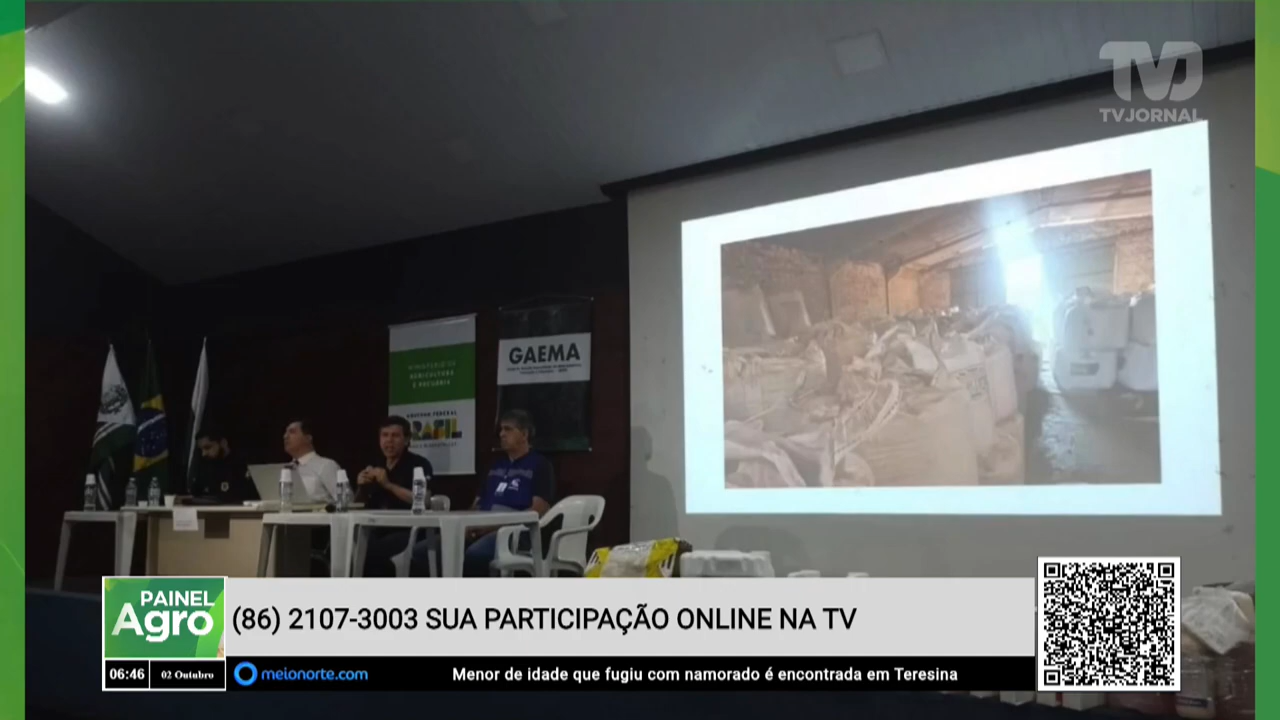 TVJ
TVJORNAL
MINISTÉRIO DA
AGRICULTURA
E PECUÁRIA
GOVERNO FEDERAL
BRASIL
GAEMA
PAINEL
Agro
(86) 2107-3003 SUA PARTICIPAÇÃO ONLINE NA TV
06:46
02 Outubro
meionorte.com
Menor de idade que fugiu com namorado é encontrada em Teresina